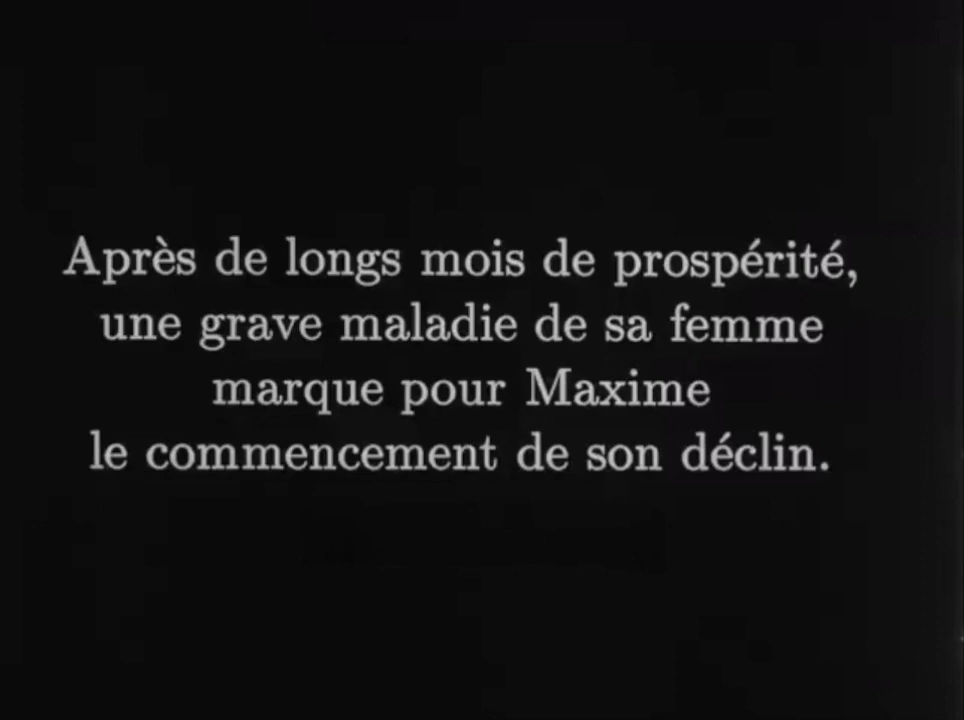 Après de longs mois de prospérité,
une grave maladie de sa femme
marque pour Maxime
le commencement de son déclin.